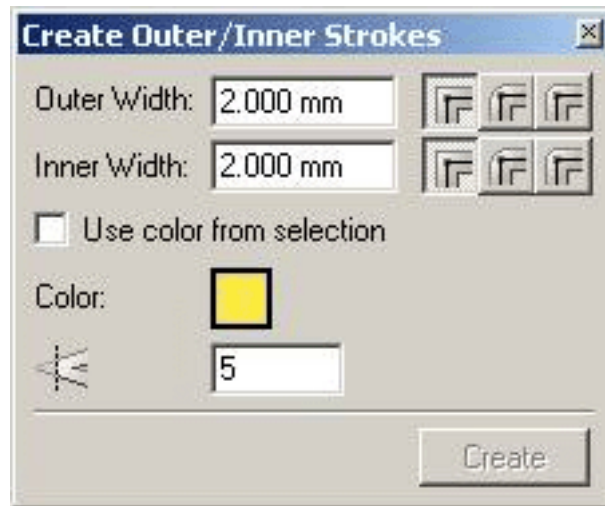 Create Outer/Inner Strokes
Outer Width: 2.000 mm
Inner Width: 2.000 mm
Use color from selection
Color:
5
Create